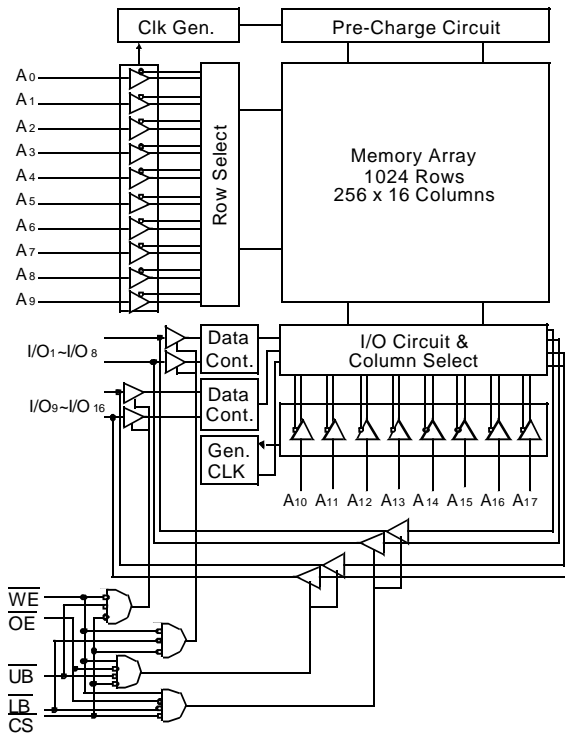 Clk Gen.
Pre-Charge Circuit
A0
A1
A2
A3
A4
A5
A6
A7
A8
A9
Row Select
Memory Array
1024 Rows
256 x 16 Columns
I/O1~I/O 8
Data
Cont.
I/O Circuit &
Column Select
I/O9~I/O 16
Data
Cont.
Gen.
CLK
A10 A11 A12 A13 A14 A15 A16 A17
WE
OE
UB
LB
CS